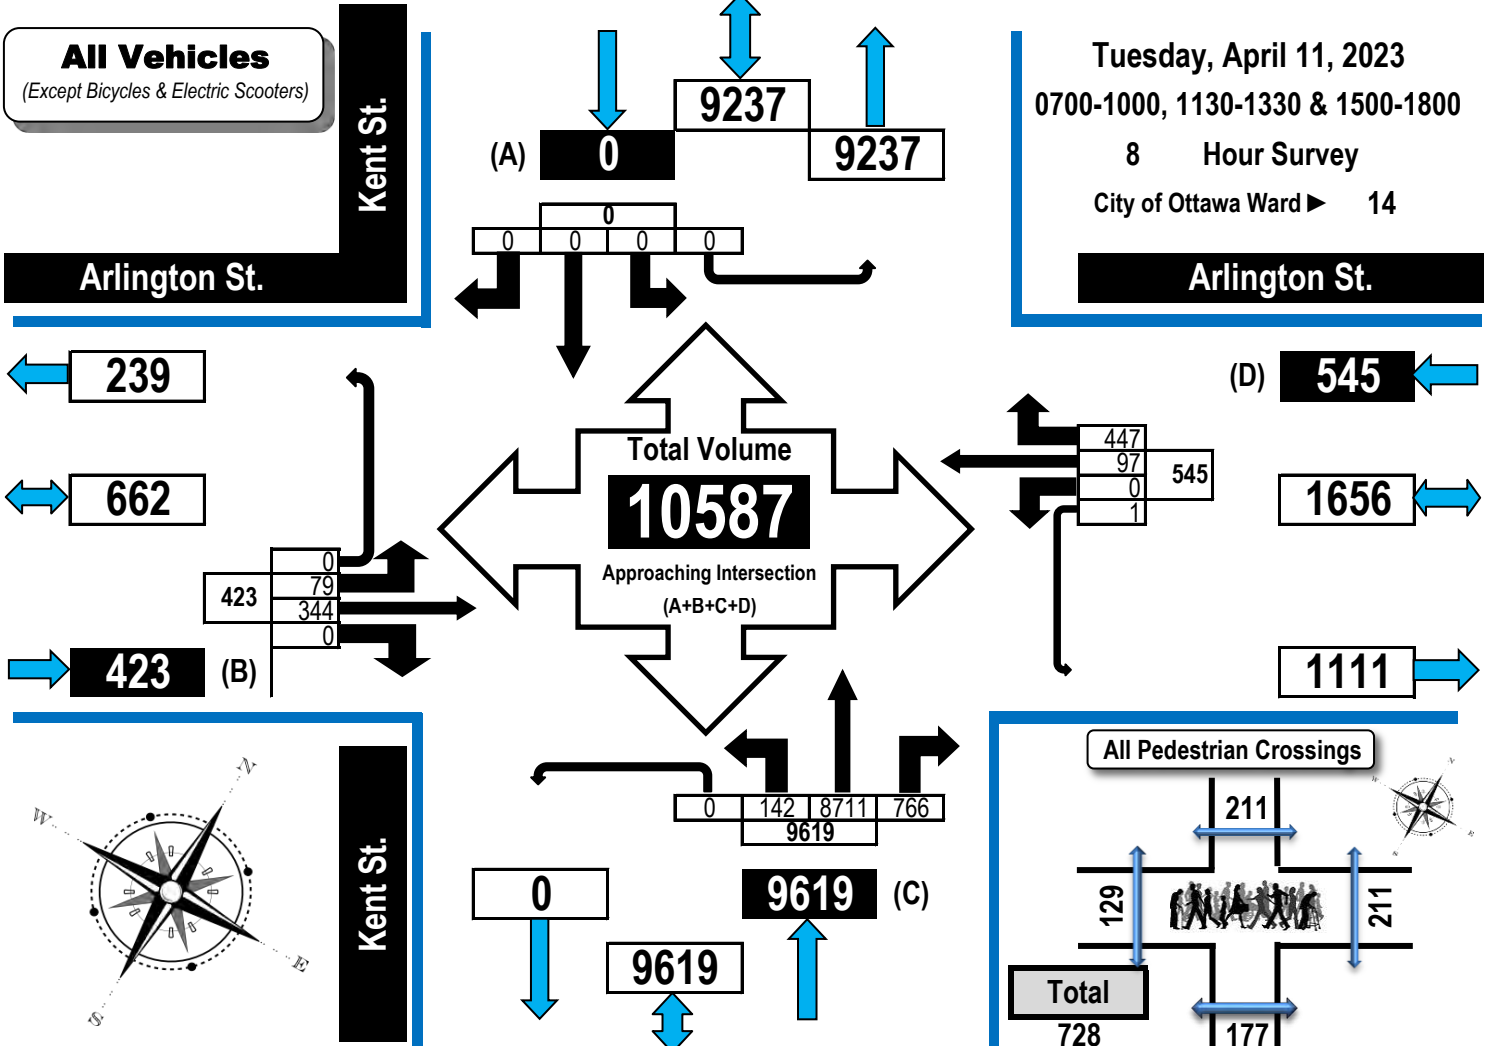 All Vehicles
(Except Bicycles & Electric Scooters)
Kent St.
Arlington St.
(A)
0
9237
9237
0
0 0 0 0
Tuesday, April 11, 2023
0700-1000, 1130-1330 & 1500-1800
8 Hour Survey
City of Ottawa Ward ► 14
Arlington St.
239
662
423
0
79
344
0
423
(B)
Total Volume
10587
Approaching Intersection
(A+B+C+D)
(D)
545
447
97
0
1
545
1656
1111
0 142 8711 766
9619
0
9619
(C)
9619
Kent St.
N
W
E
S
All Pedestrian Crossings
N
W
E
S
211
129
211
177
Total
728